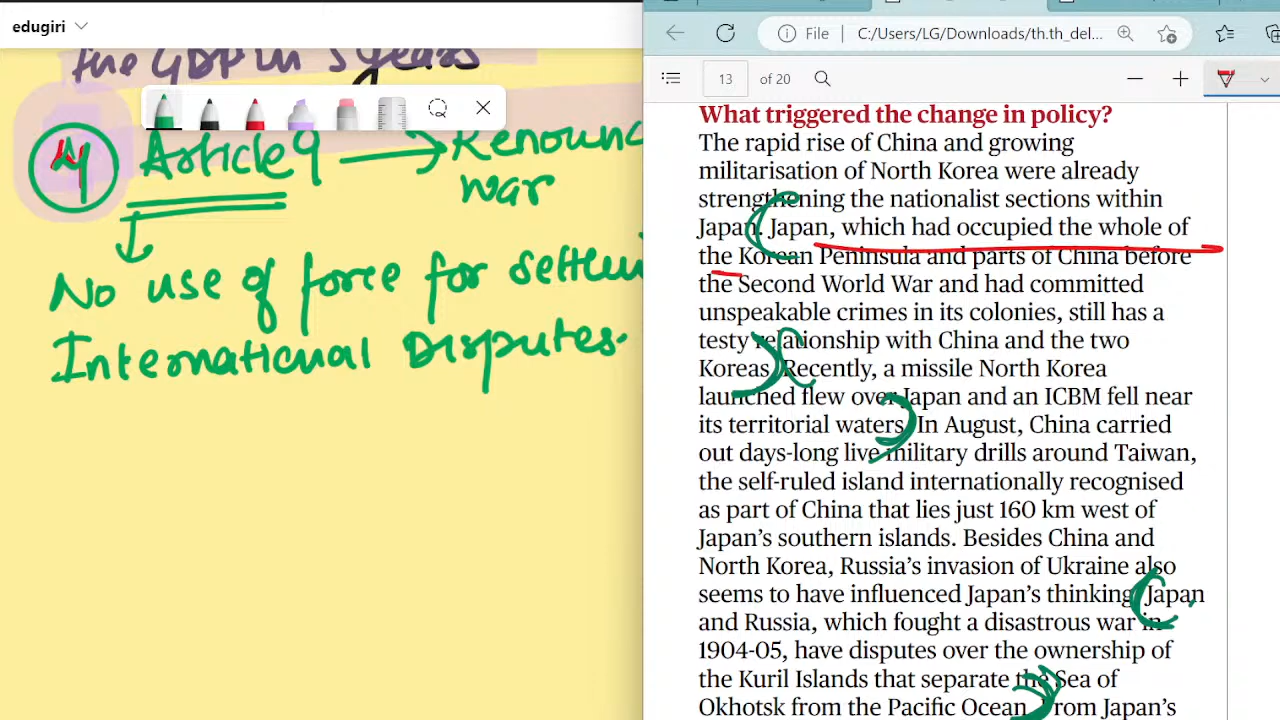 edugiri
the GDP in 5 years
4 Article 9 → Renounc
war
No use of force for settlin
International Disputes.
File C:/Users/LG/Downloads/th.th_del...
13 of 20
What triggered the change in policy?
The rapid rise of China and growing
militarisation of North Korea were already
strengthening the nationalist sections within
Japan. Japan, which had occupied the whole of
the Korean Peninsula and parts of China before
the Second World War and had committed
unspeakable crimes in its colonies, still has a
testy relationship with China and the two
Koreas. Recently, a missile North Korea
launched flew over Japan and an ICBM fell near
its territorial waters. In August, China carried
out days-long live military drills around Taiwan,
the self-ruled island internationally recognised
as part of China that lies just 160 km west of
Japan's southern islands. Besides China and
North Korea, Russia's invasion of Ukraine also
seems to have influenced Japan's thinking. Japan
and Russia, which fought a disastrous war in
1904-05, have disputes over the ownership of
the Kuril Islands that separate the Sea of
Okhotsk from the Pacific Ocean. From Japan's